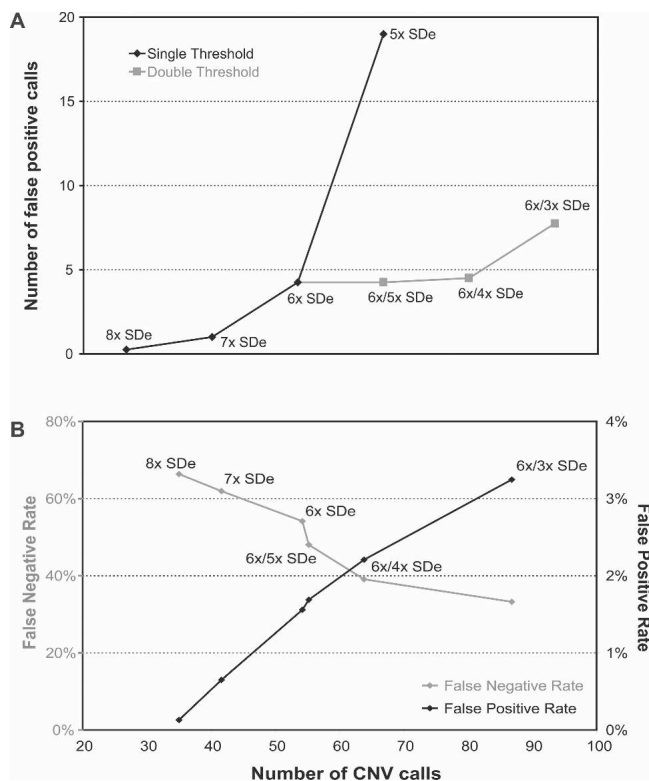 A
20
Single Threshold
Double Threshold
5x SDe
15
10
6x/3x SDe
5
6x SDe
6x/5x SDe
6x/4x SDe
8x SDe
7x SDe
0
Number of false positive calls
B
80%
4%
8x SDe
7x SDe
6x/3x SDe
60%
3%
6x SDe
6x/5x SDe
6x/4x SDe
40%
2%
20%
1%
False Negative Rate
False Positive Rate
0%
0%
20 30 40 50 60 70 80 90 100
Number of CNV calls
False Negative Rate
False Positive Rate